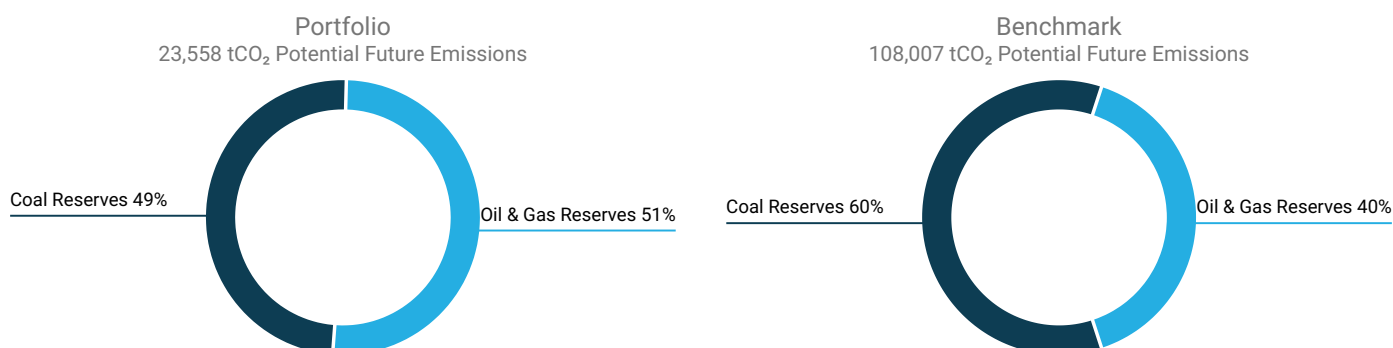 Portfolio
23,558 tCO₂ Potential Future Emissions
Coal Reserves 49%
Oil & Gas Reserves 51%
Benchmark
108,007 tCO₂ Potential Future Emissions
Coal Reserves 60%
Oil & Gas Reserves 40%